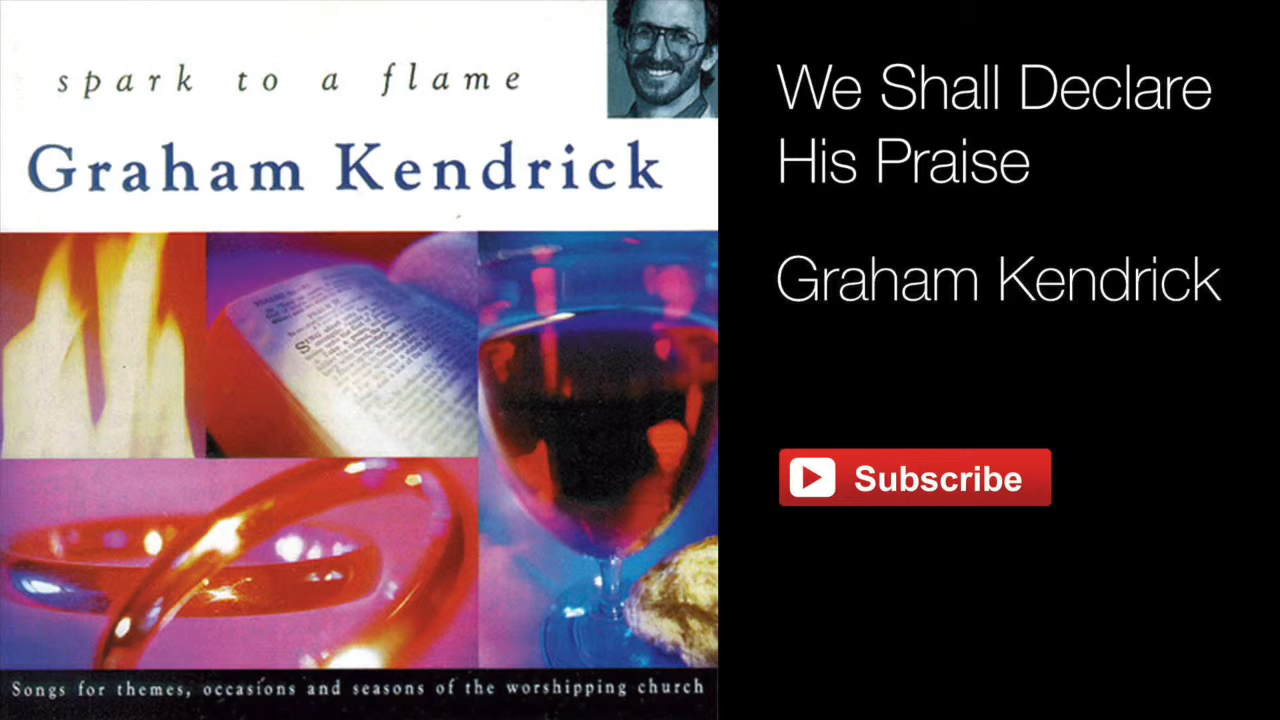 spark to a flame
Graham Kendrick
Songs for themes, occasions and seasons of the worshipping church
We Shall Declare
His Praise
Graham Kendrick
Subscribe